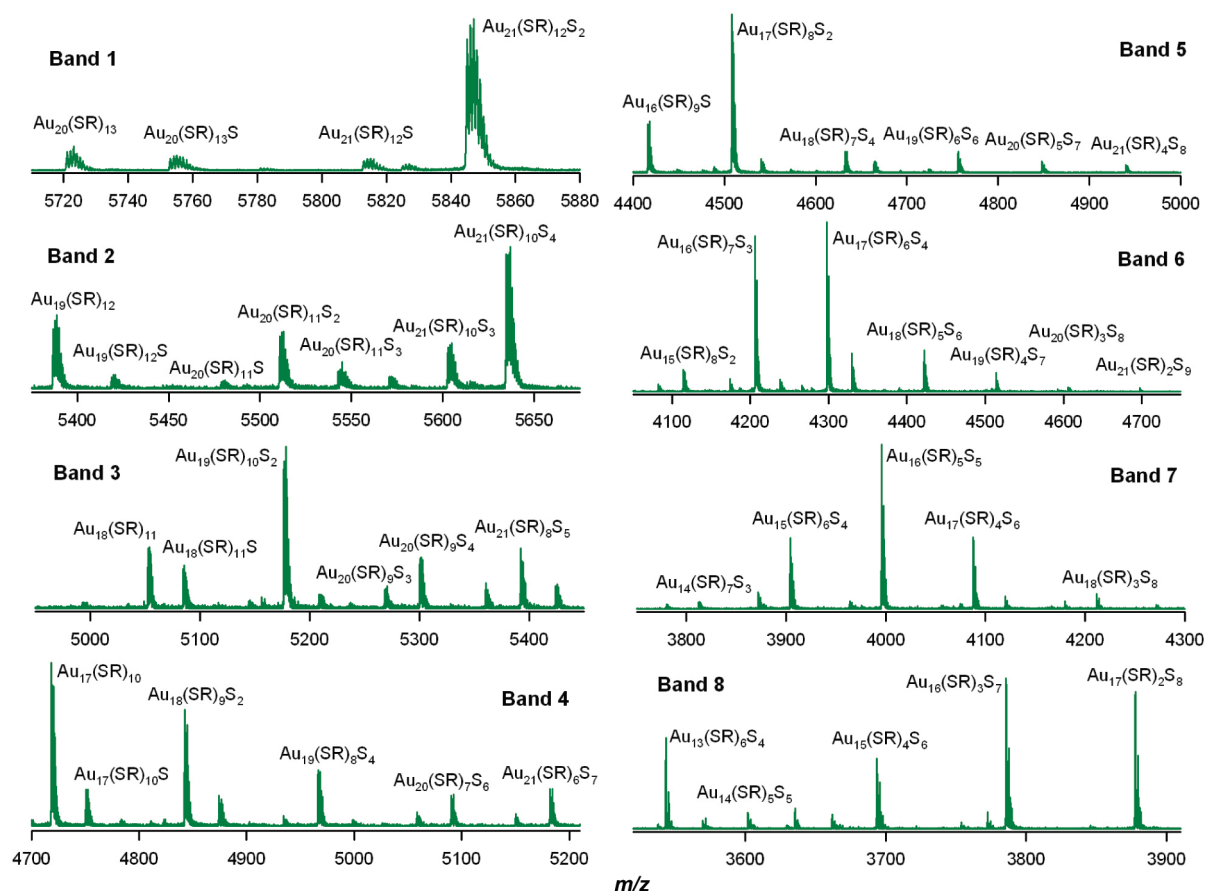 Band 1
Au₂₀(SR)₁₃
Au₂₀(SR)₁₃S
Au₂₁(SR)₁₂S
Au₂₁(SR)₁₂S₂
5720 5740 5760 5780 5800 5820 5840 5860 5880
Band 2
Au₁₉(SR)₁₂
Au₁₉(SR)₁₂S
Au₂₀(SR)₁₁S
Au₂₀(SR)₁₁S₂
Au₂₀(SR)₁₁S₃
Au₂₁(SR)₁₀S₃
Au₂₁(SR)₁₀S₄
5400 5450 5500 5550 5600 5650
Band 3
Au₁₈(SR)₁₁
Au₁₈(SR)₁₁S
Au₁₉(SR)₁₀S₂
Au₂₀(SR)₉S₃
Au₂₀(SR)₉S₄
Au₂₁(SR)₈S₅
5000 5100 5200 5300 5400
Band 4
Au₁₇(SR)₁₀
Au₁₇(SR)₁₀S
Au₁₈(SR)₉S₂
Au₁₉(SR)₈S₄
Au₂₀(SR)₇S₆
Au₂₁(SR)₆S₇
4700 4800 4900 5000 5100 5200
Band 5
Au₁₆(SR)₉S
Au₁₇(SR)₈S₂
Au₁₈(SR)₇S₄
Au₁₉(SR)₆S₆
Au₂₀(SR)₅S₇
Au₂₁(SR)₄S₈
4400 4500 4600 4700 4800 4900 5000
Band 6
Au₁₅(SR)₈S₂
Au₁₆(SR)₇S₃
Au₁₇(SR)₆S₄
Au₁₈(SR)₅S₆
Au₁₉(SR)₄S₇
Au₂₀(SR)₃S₈
Au₂₁(SR)₂S₉
4100 4200 4300 4400 4500 4600 4700
Band 7
Au₁₄(SR)₇S₃
Au₁₅(SR)₆S₄
Au₁₆(SR)₅S₅
Au₁₇(SR)₄S₆
Au₁₈(SR)₃S₈
3800 3900 4000 4100 4200 4300
Band 8
Au₁₃(SR)₆S₄
Au₁₄(SR)₅S₅
Au₁₅(SR)₄S₆
Au₁₆(SR)₃S₇
Au₁₇(SR)₂S₈
3600 3700 3800 3900
m/z